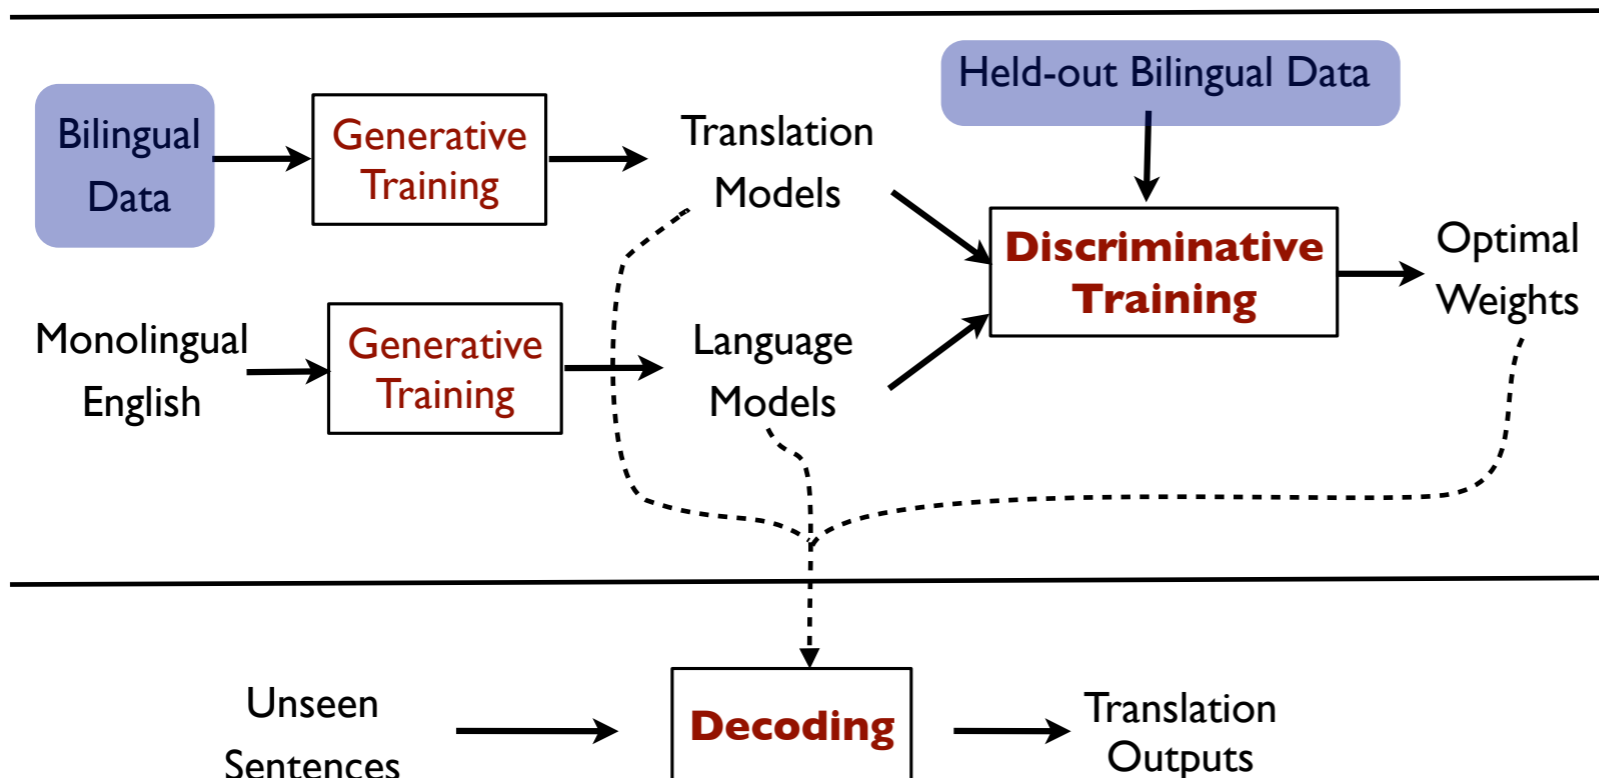 Held-out Bilingual Data
Bilingual
Data
Generative
Training
Translation
Models
Discriminative
Training
Optimal
Weights
Monolingual
English
Generative
Training
Language
Models
Unseen
Sentences
Decoding
Translation
Outputs